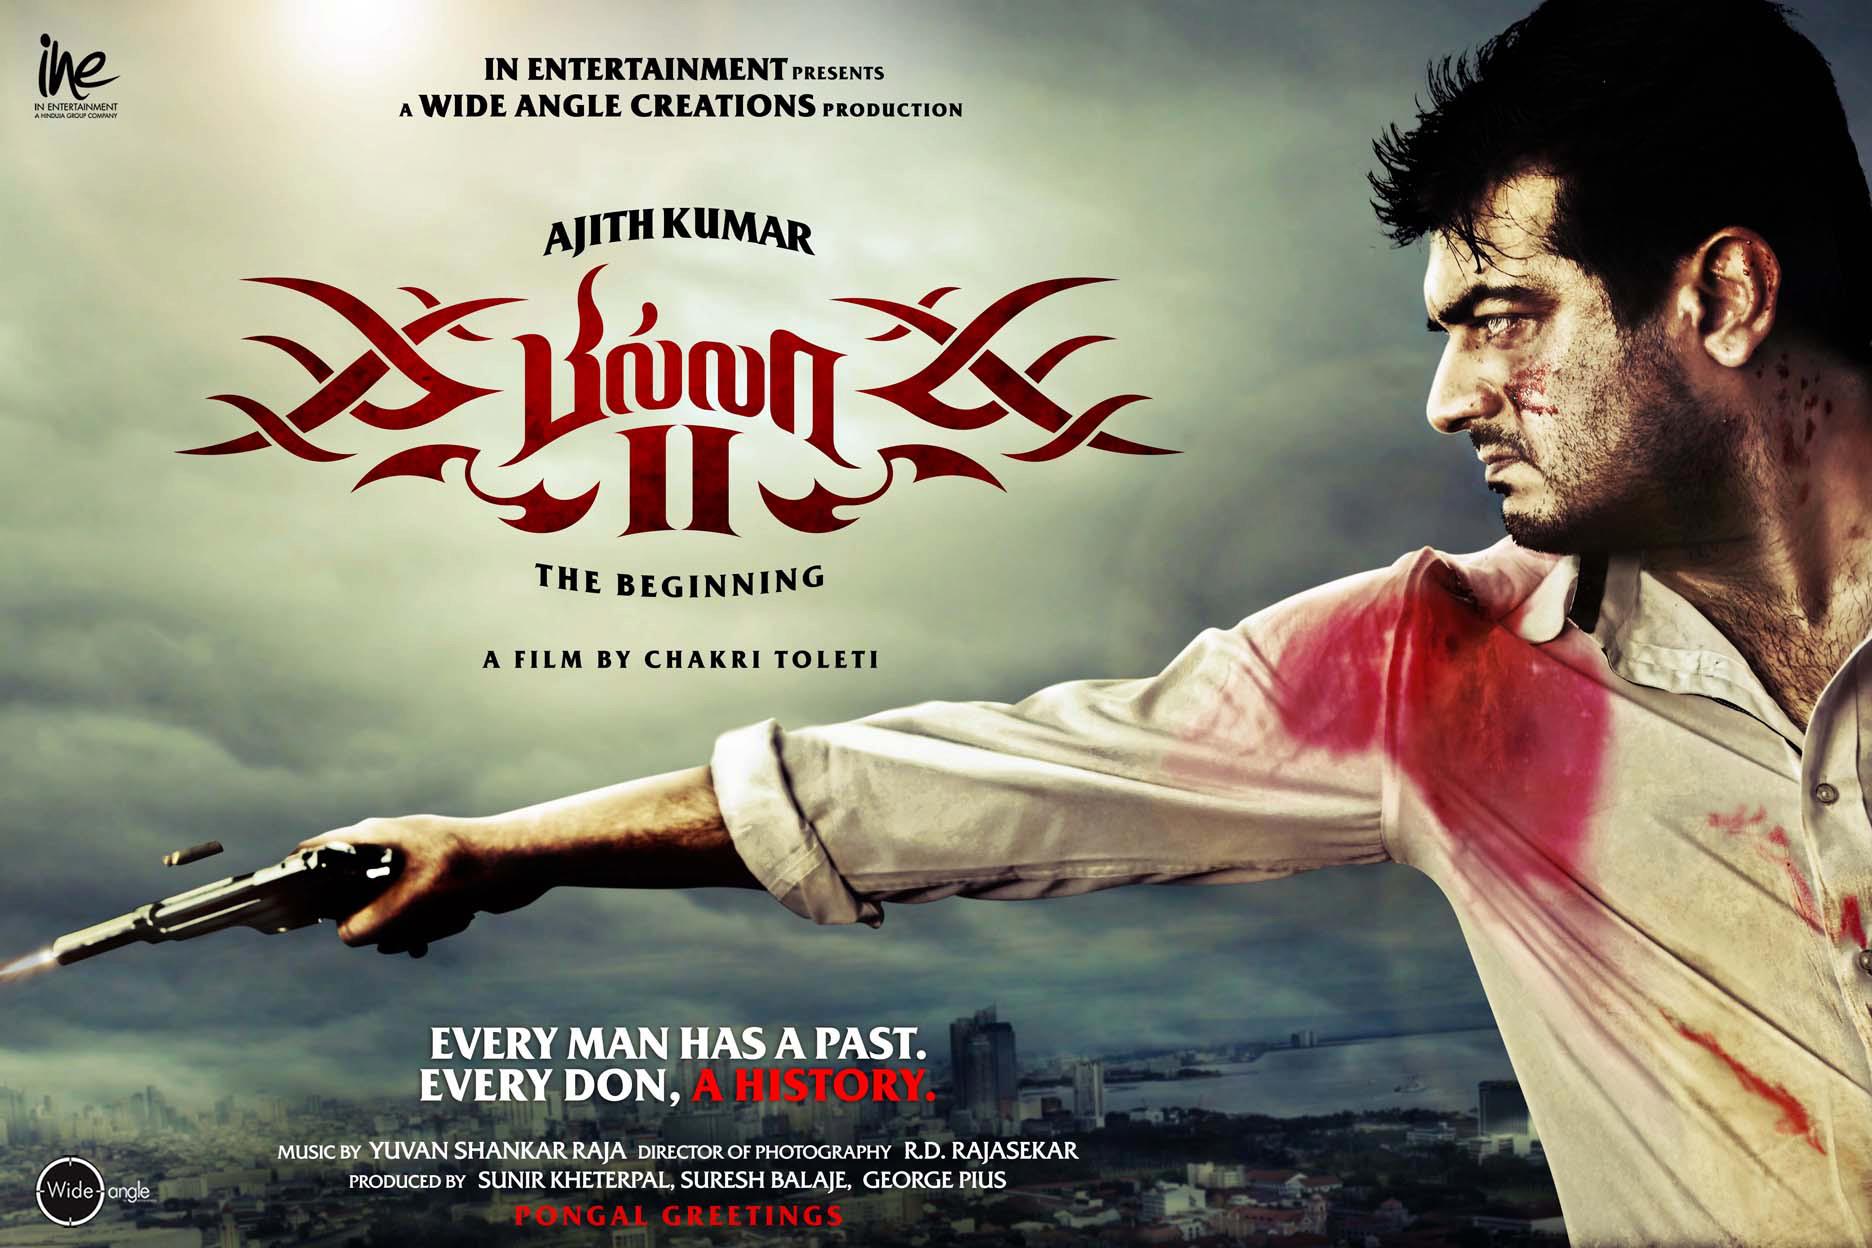 ine
IN ENTERTAINMENT
A HINDUJA GROUP COMPANY
IN ENTERTAINMENT PRESENTS
A WIDE ANGLE CREATIONS PRODUCTION
AJITH KUMAR
பில்லா
II
THE BEGINNING
A FILM BY CHAKRI TOLETI
EVERY MAN HAS A PAST.
EVERY DON, A HISTORY.
MUSIC BY YUVAN SHANKAR RAJA DIRECTOR OF PHOTOGRAPHY R.D. RAJASEKAR
PRODUCED BY SUNIR KHETERPAL, SURESH BALAJE, GEORGE PIUS
PONGAL GREETINGS
Wide angle